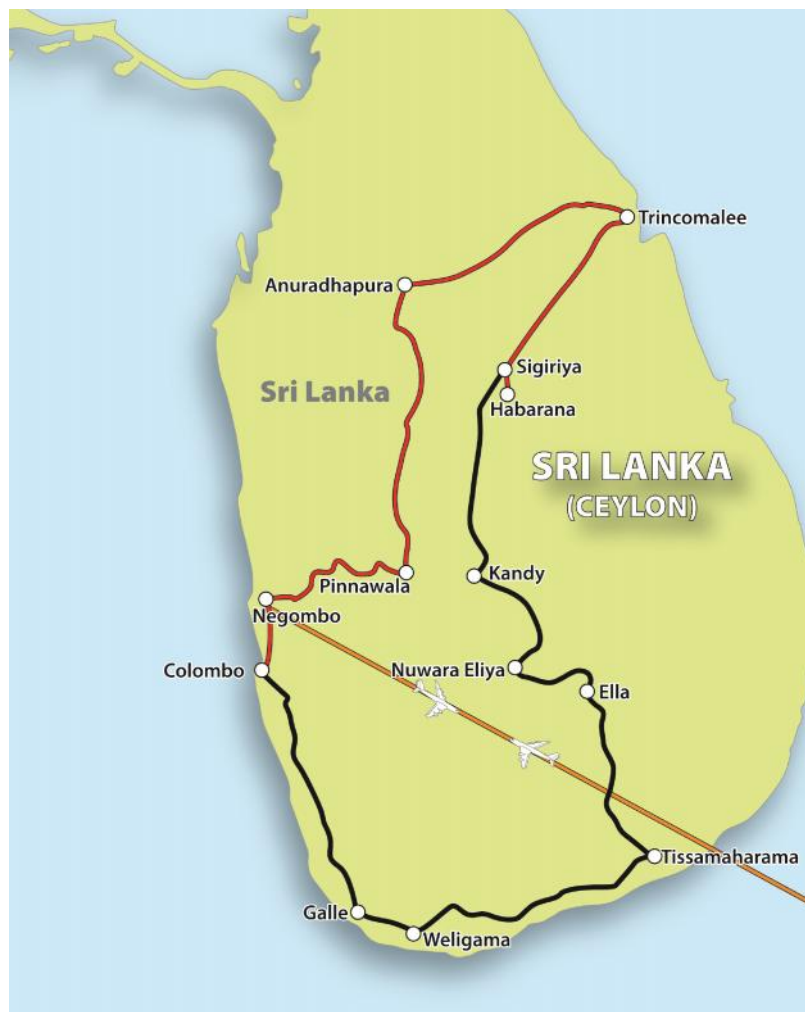 Trincomalee
Anuradhapura
Sigiriya
Sri Lanka
Habarana
SRI LANKA
(CEYLON)
Pinnawala
Kandy
Negombo
Colombo
Nuwara Eliya
Ella
Tissamaharama
Galle
Weligama